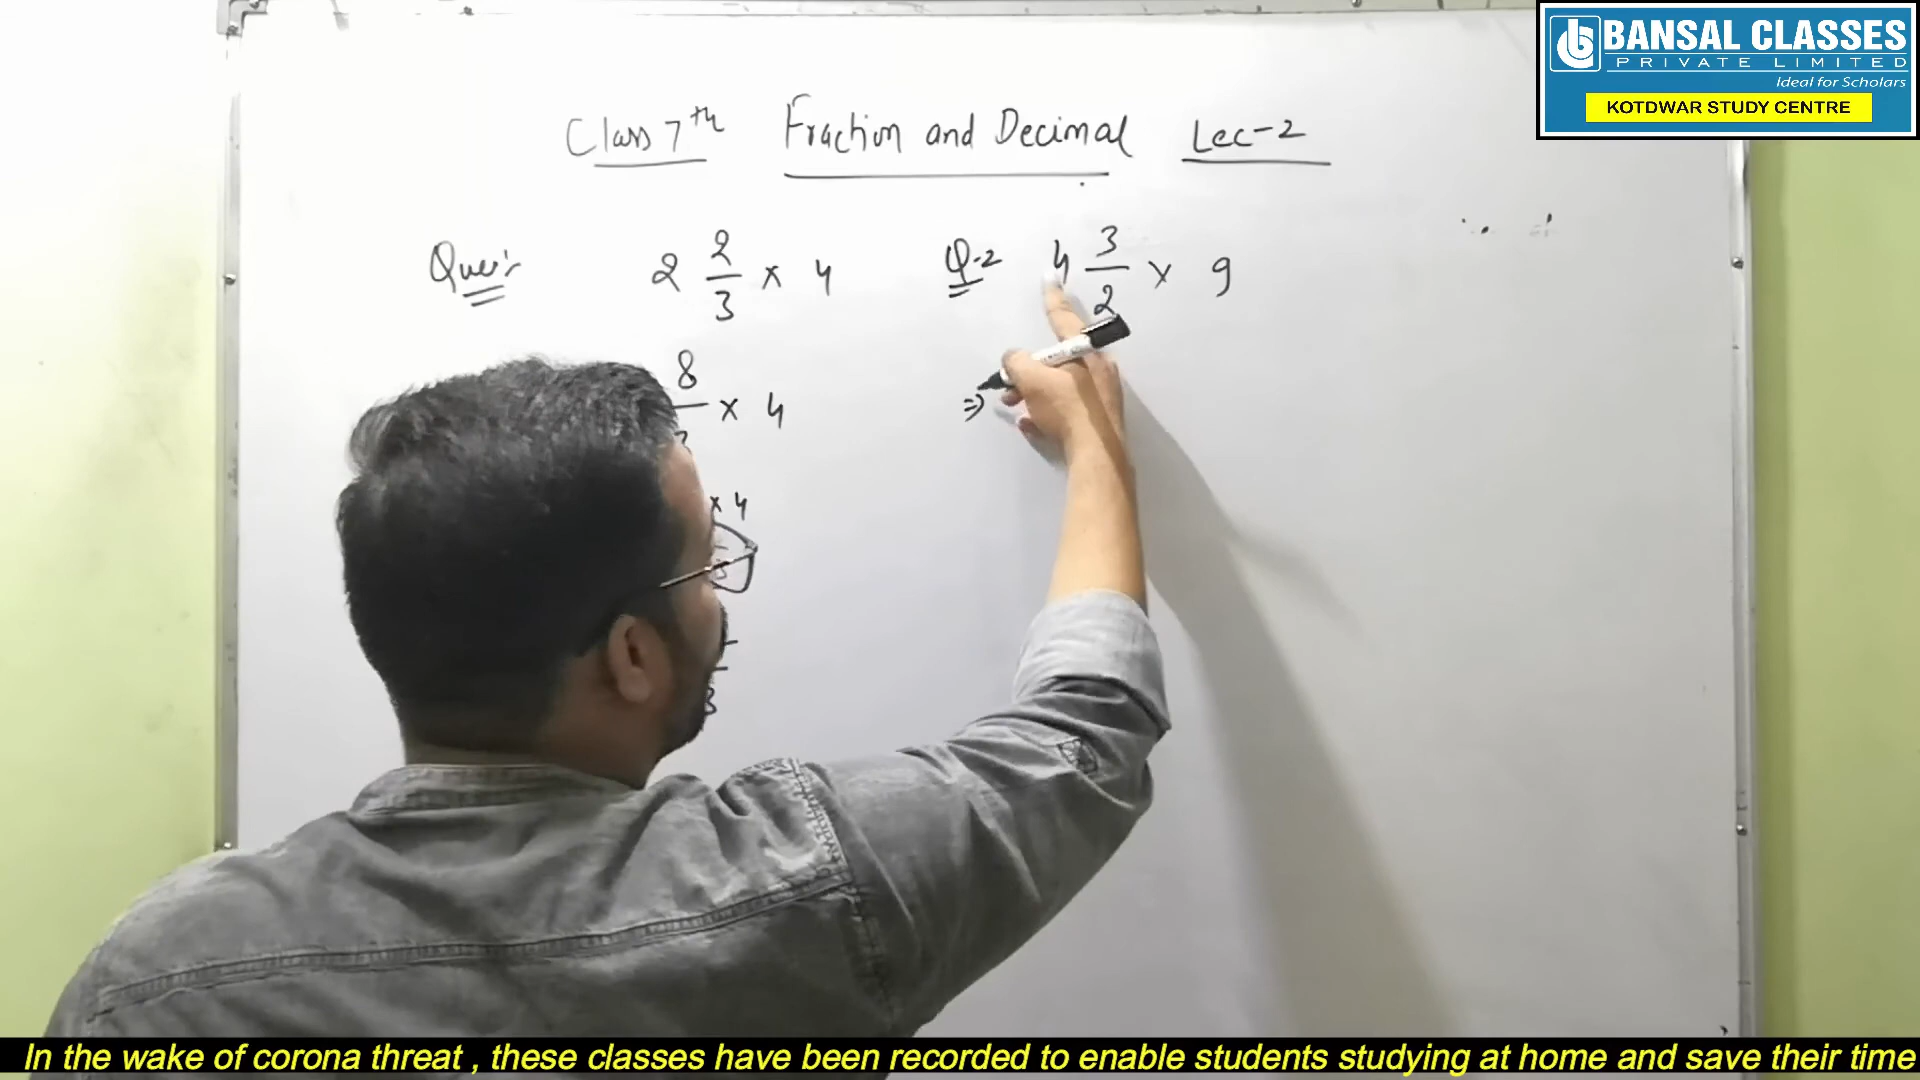 BANSAL CLASSES
PRIVATE LIMITED
Ideal for Scholars
KOTDWAR STUDY CENTRE
Class 7th Fraction and Decimal Lec-2
Ques:- 2 2/3 × 4
8/ × 4
× 4
3
Q-2 4 3/2 × 9
⇒
In the wake of corona threat , these classes have been recorded to enable students studying at home and save their time